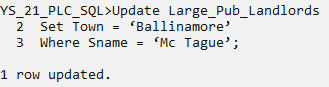 YS_21_PLC_SQL>Update Large_Pub_Landlords
2 Set Town = ‘Ballinamore’
3 Where Sname = ‘Mc Tague’;
1 row updated.